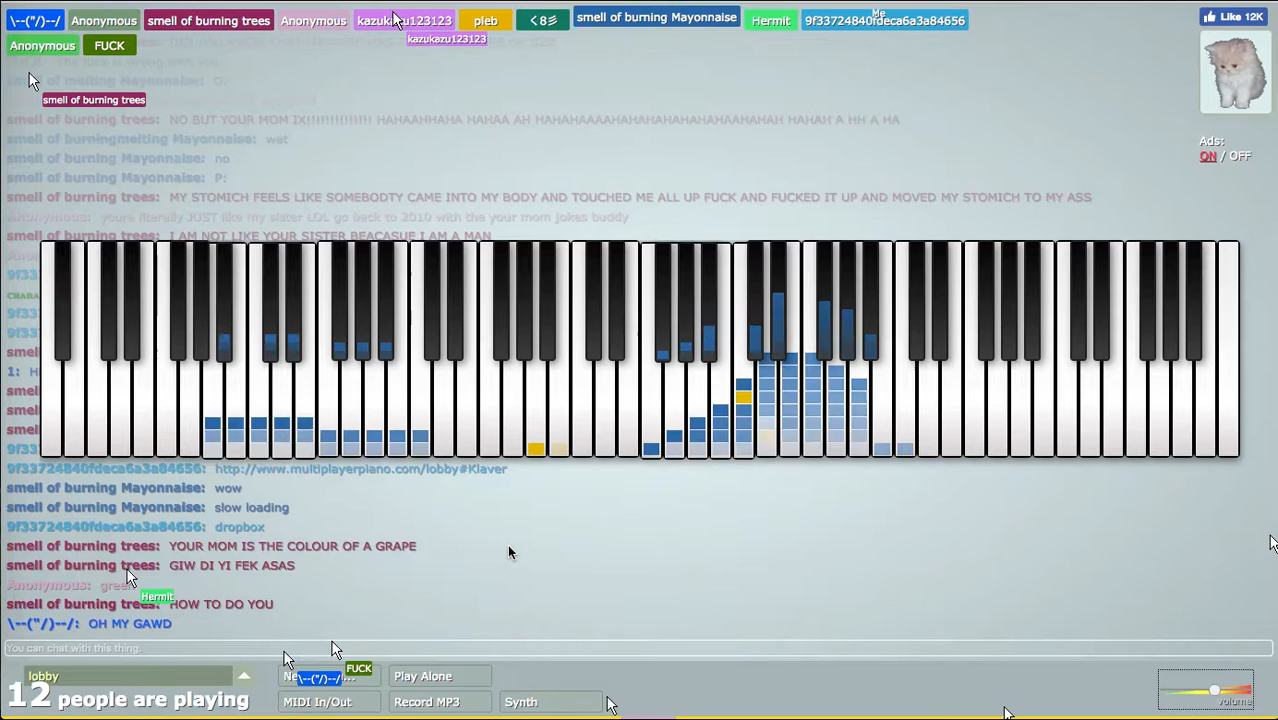 \--("/)--/ Anonymous smell of burning trees Anonymous kazukazu123123 pleb <8彡 smell of burning Mayonnaise Hermit 9f33724840fdeca6a3a84656 Like 12K
Me
kazukazu123123
Anonymous FUCK
smell of melting Mayonnaise: O:
smell of burning trees
smell of burning trees: NO BUT YOUR MOM IX!!!!!!!!!!!!!! HAHAAHHAHA HAHAA AH HAHAHAAAAHAHAHAHAHAHAAHAHAH HAHAH A HH A HA
smell of burningmelting Mayonnaise: wat
Ads:
ON / OFF
smell of burning Mayonnaise: no
smell of burning Mayonnaise: P:
smell of burning trees: MY STOMICH FEELS LIKE SOMEBODTY CAME INTO MY BODY AND TOUCHED ME ALL UP FUCK AND FUCKED IT UP AND MOVED MY STOMICH TO MY ASS
Anonymous: youre literally JUST like my sister LOL go back to 2010 with the your mom jokes buddy
smell of burning trees: I AM NOT LIKE YOUR SISTER BEACASUE I AM A MAN
9f33724840fdeca6a3a84656: http://www.multiplayerpiano.com/lobby#Klaver
smell of burning Mayonnaise: wow
smell of burning Mayonnaise: slow loading
9f33724840fdeca6a3a84656: dropbox
smell of burning trees: YOUR MOM IS THE COLOUR OF A GRAPE
smell of burning trees: GIW DI YI FEK ASAS
Anonymous: green
Hermit
smell of burning trees: HOW TO DO YOU
\--("/)--/: OH MY GAWD
You can chat with this thing.
lobby
FUCK
\--("/)--/
Play Alone
12 people are playing
MIDI In/Out
Record MP3
Synth
volume